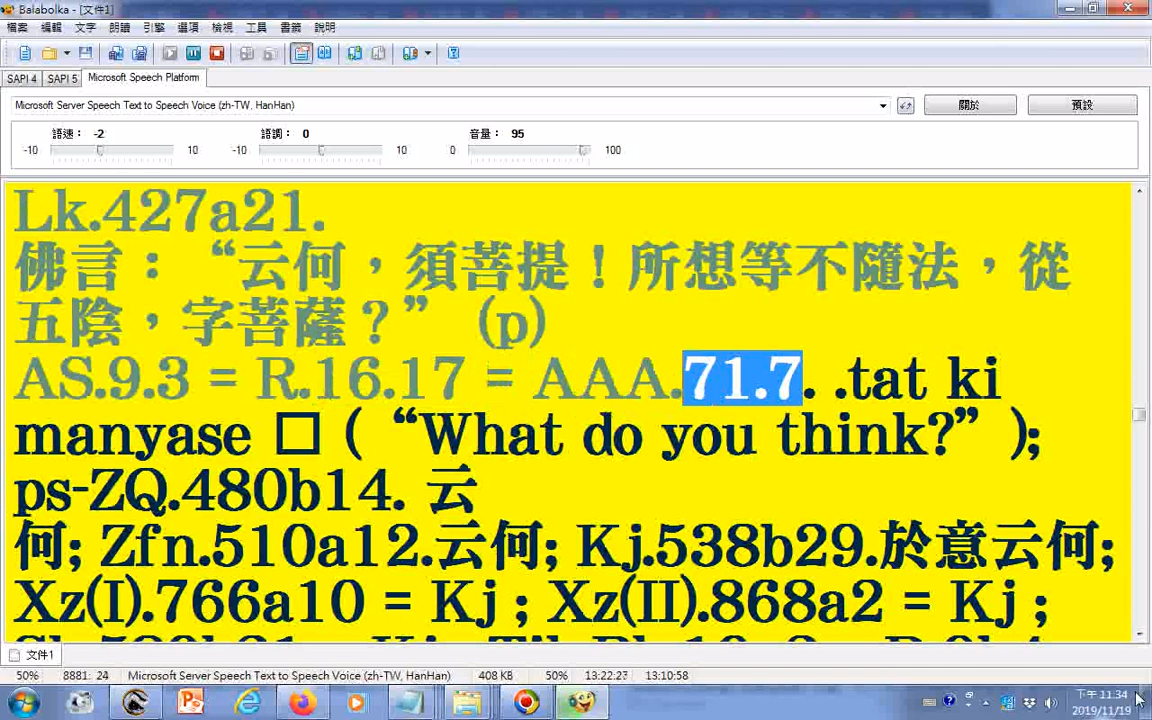 Balabolka - [文件1]
檔案 編輯 文字 朗讀 引擎 選項 檢視 工具 書籤 說明
SAPI 4 SAPI 5 Microsoft Speech Platform
Microsoft Server Speech Text to Speech Voice (zh-TW, HanHan) 關於 預設
語速: -2 語調: 0 音量: 95
-10 10 -10 10 0 100
Lk.427a21.
佛言：“云何，須菩提！所想等不隨法，從
五陰，字菩薩？” (p)
AS.9.3 = R.16.17 = AAA.71.7. .tat ki
manyase □ (“What do you think?”);
ps-ZQ.480b14. 云
何; Zfn.510a12.云何; Kj.538b29.於意云何;
Xz(I).766a10 = Kj ; Xz(II).868a2 = Kj ;
文件1
50% 8881: 24 Microsoft Server Speech Text to Speech Voice (zh-TW, HanHan) 408 KB 50% 13:22:23 13:10:58
下午 11:34
2019/11/19